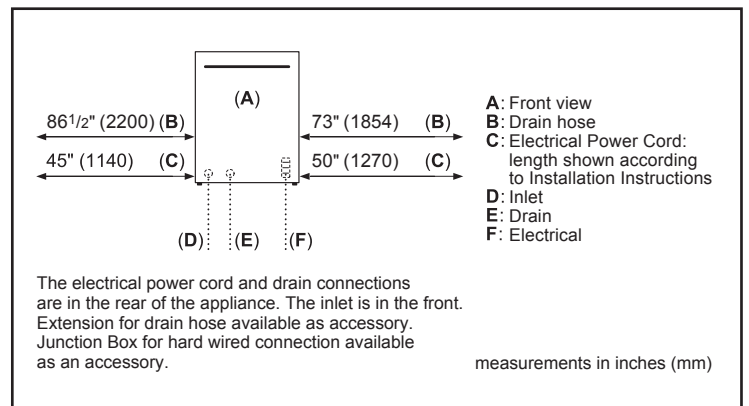 (A)
86 1/2" (2200) (B)
73" (1854) (B)
45" (1140) (C)
50" (1270) (C)
(D) (E) (F)
A: Front view
B: Drain hose
C: Electrical Power Cord:
length shown according
to Installation Instructions
D: Inlet
E: Drain
F: Electrical
The electrical power cord and drain connections
are in the rear of the appliance. The inlet is in the front.
Extension for drain hose available as accessory.
Junction Box for hard wired connection available
as an accessory.
measurements in inches (mm)